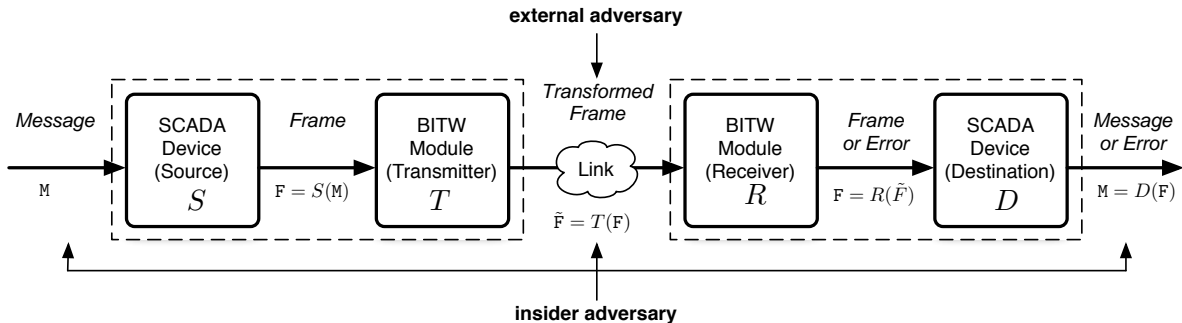 external adversary
Message
SCADA
Device
(Source)
S
Frame
BITW
Module
(Transmitter)
T
Transformed
Frame
Link
BITW
Module
(Receiver)
R
Frame
or Error
SCADA
Device
(Destination)
D
Message
or Error
M
F = S(M)
F̃ = T(F)
F = R(F̃)
M = D(F)
insider adversary